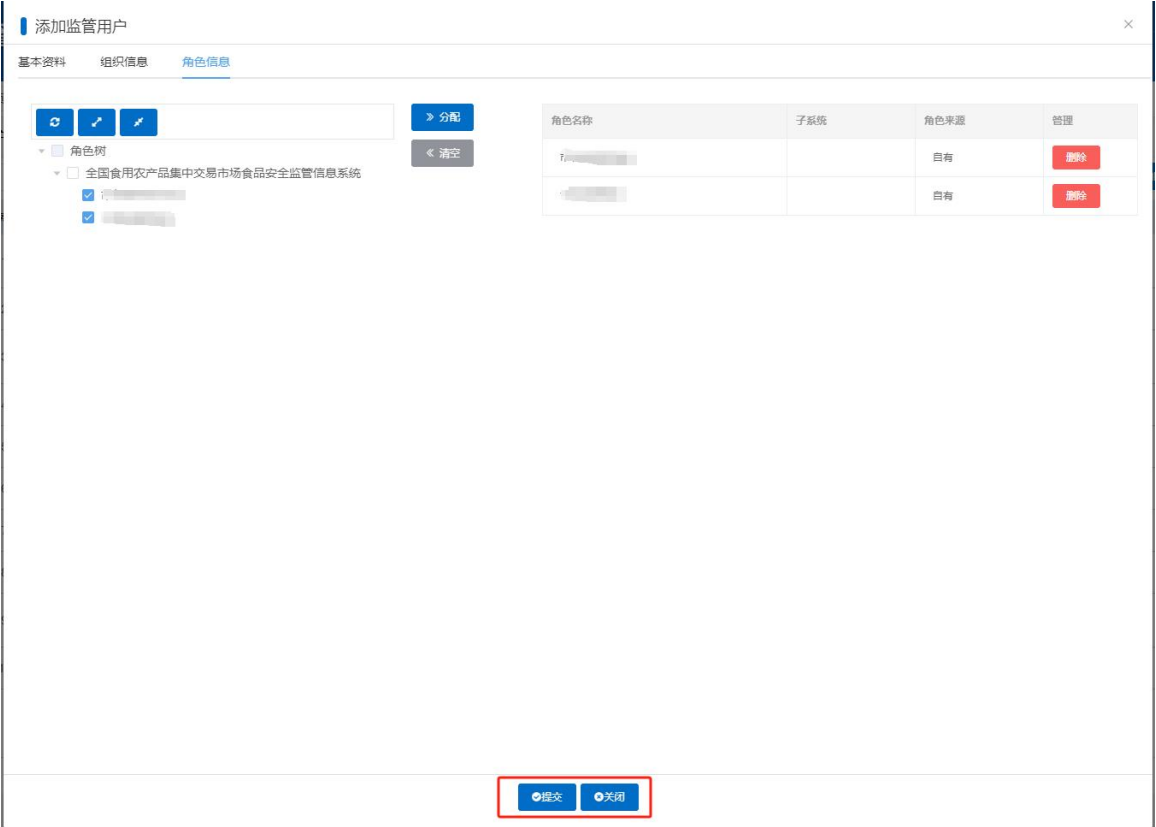 添加监管用户
基本资料 组织信息 角色信息
角色树
全国食用农产品集中交易市场食品安全监管信息系统
分配
清空
角色名称 子系统 角色来源 管理
自有 删除
自有 删除
提交 关闭